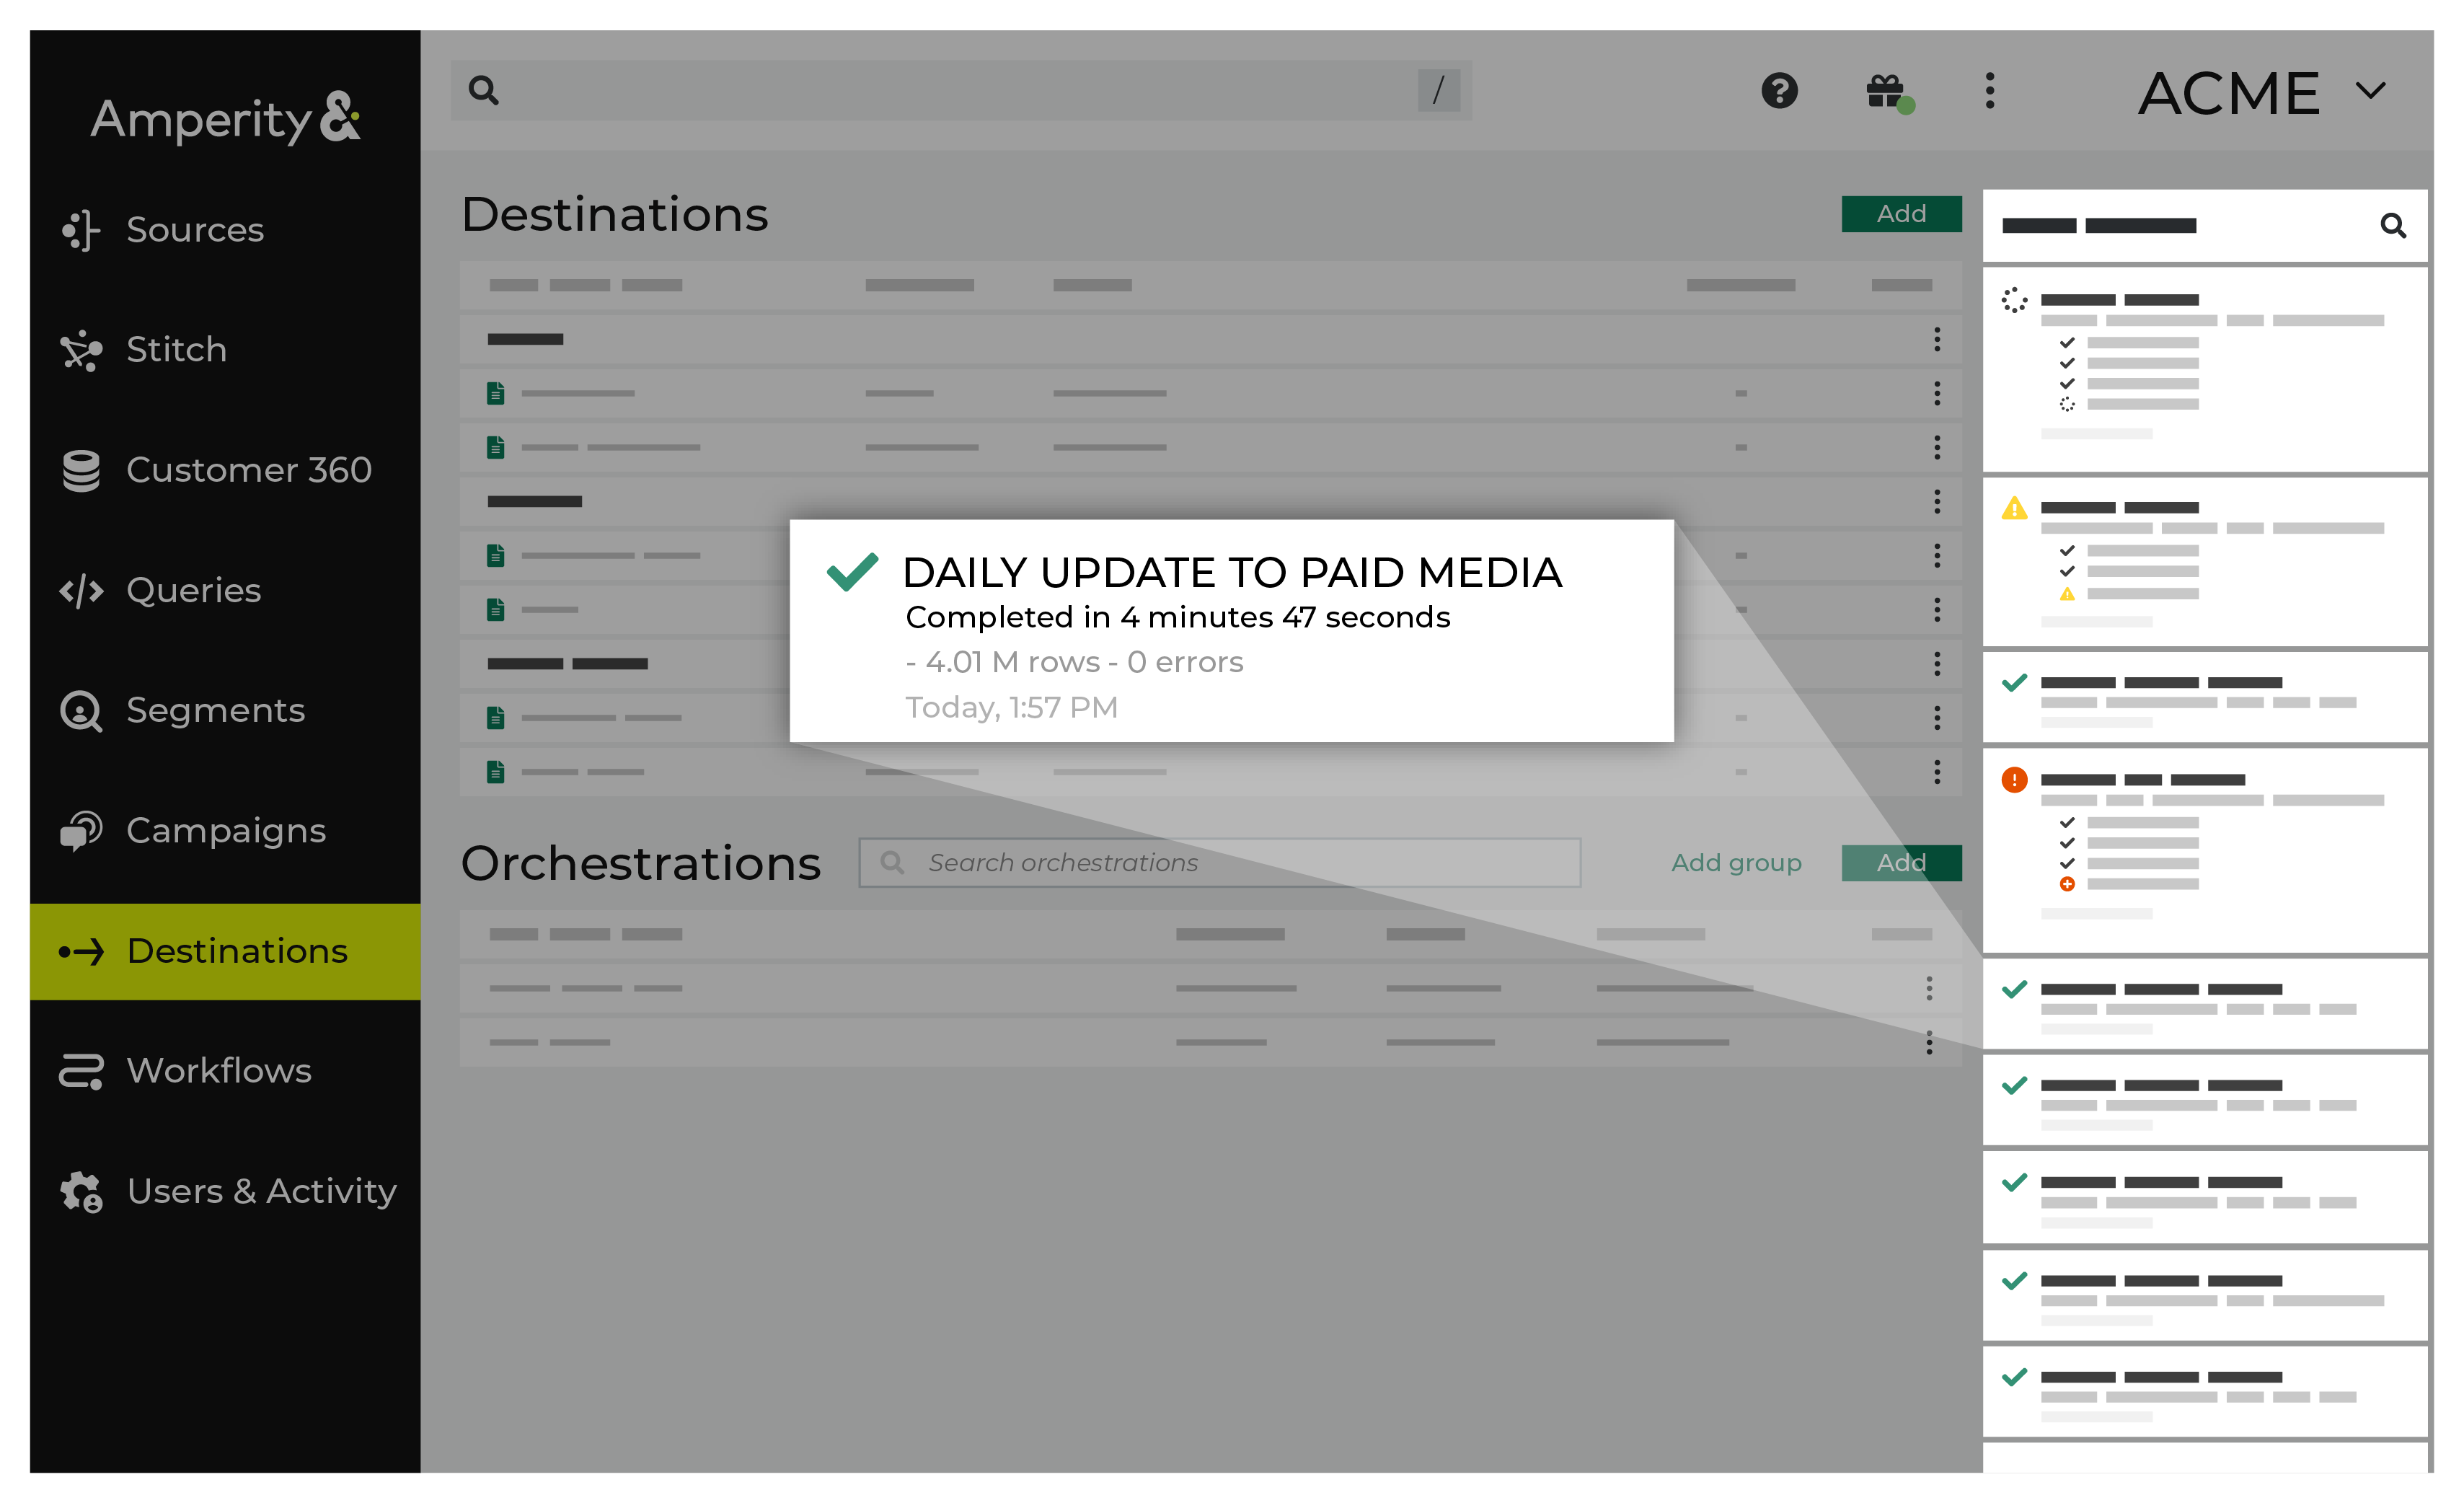 Amperity&
Sources
Stitch
Customer 360
Queries
Segments
Campaigns
Destinations
Workflows
Users & Activity
/
ACME
Destinations
Add
DAILY UPDATE TO PAID MEDIA
Completed in 4 minutes 47 seconds
- 4.01 M rows - 0 errors
Today, 1:57 PM
Orchestrations
Search orchestrations
Add group
Add